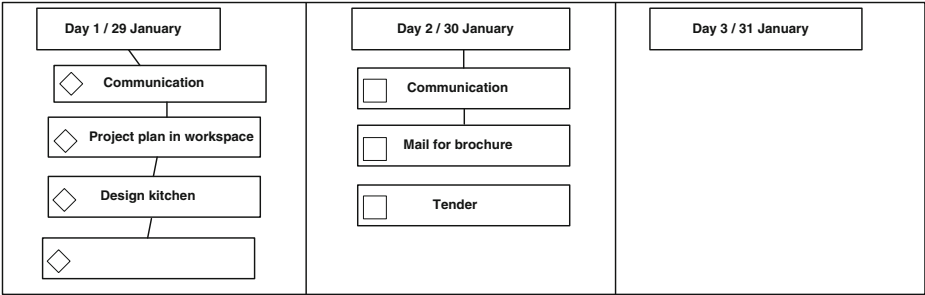 Day 1 / 29 January
Communication
Project plan in workspace
Design kitchen
Day 2 / 30 January
Communication
Mail for brochure
Tender
Day 3 / 31 January